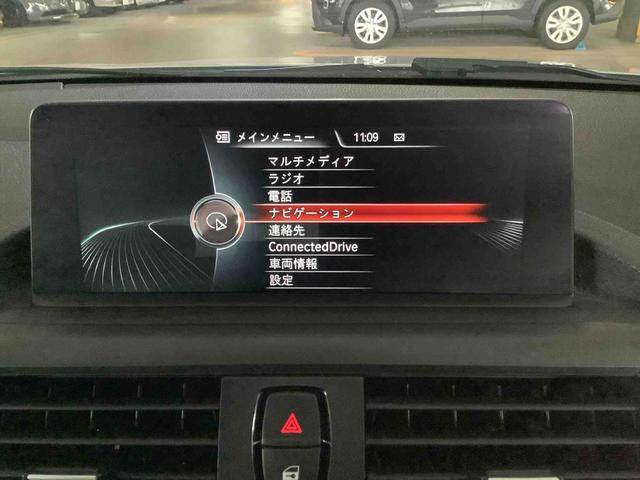 メインメニュー 11:09
マルチメディア
ラジオ
電話
ナビゲーション
連絡先
ConnectedDrive
車両情報
設定